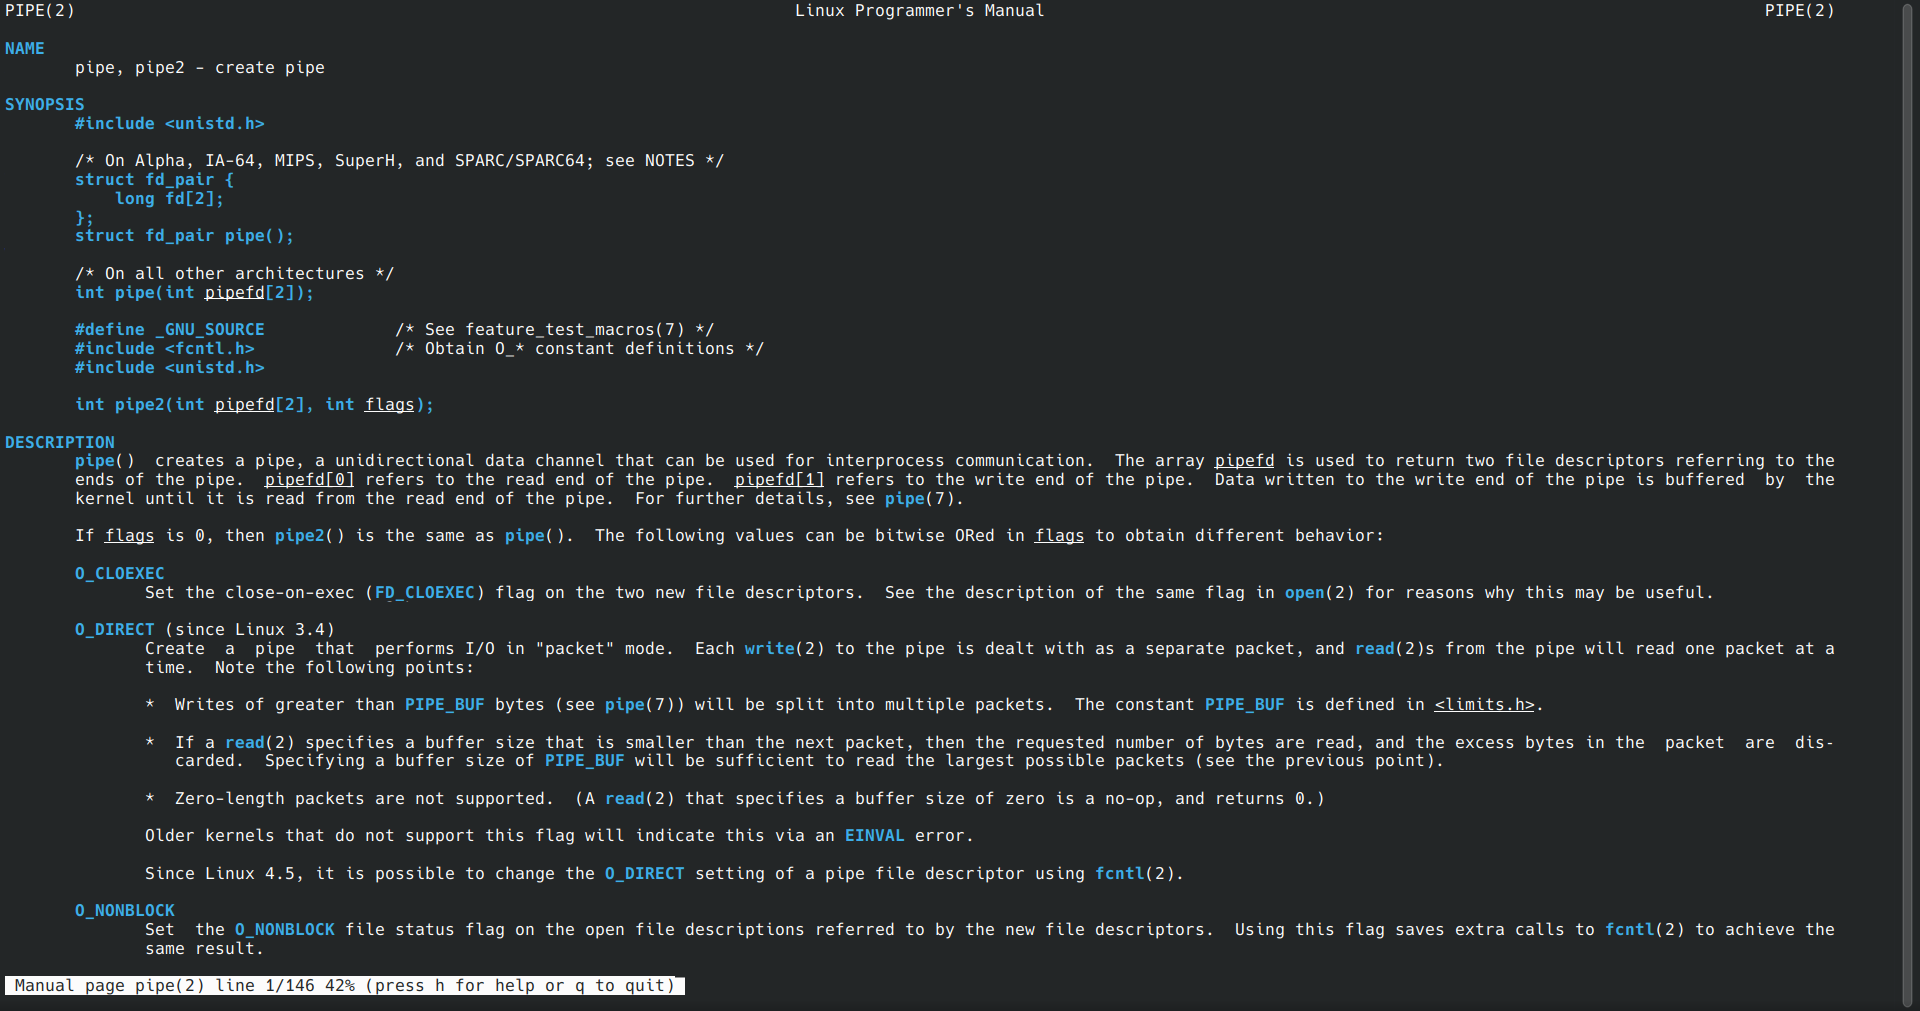 PIPE(2) Linux Programmer's Manual PIPE(2)
NAME
pipe, pipe2 - create pipe
SYNOPSIS
#include <unistd.h>
/* On Alpha, IA-64, MIPS, SuperH, and SPARC/SPARC64; see NOTES */
struct fd_pair {
long fd[2];
};
struct fd_pair pipe();
/* On all other architectures */
int pipe(int pipefd[2]);
#define _GNU_SOURCE /* See feature_test_macros(7) */
#include <fcntl.h> /* Obtain O_* constant definitions */
#include <unistd.h>
int pipe2(int pipefd[2], int flags);
DESCRIPTION
pipe() creates a pipe, a unidirectional data channel that can be used for interprocess communication. The array pipefd is used to return two file descriptors referring to the
ends of the pipe. pipefd[0] refers to the read end of the pipe. pipefd[1] refers to the write end of the pipe. Data written to the write end of the pipe is buffered by the
kernel until it is read from the read end of the pipe. For further details, see pipe(7).
If flags is 0, then pipe2() is the same as pipe(). The following values can be bitwise ORed in flags to obtain different behavior:
O_CLOEXEC
Set the close-on-exec (FD_CLOEXEC) flag on the two new file descriptors. See the description of the same flag in open(2) for reasons why this may be useful.
O_DIRECT (since Linux 3.4)
Create a pipe that performs I/O in "packet" mode. Each write(2) to the pipe is dealt with as a separate packet, and read(2)s from the pipe will read one packet at a
time. Note the following points:
* Writes of greater than PIPE_BUF bytes (see pipe(7)) will be split into multiple packets. The constant PIPE_BUF is defined in <limits.h>.
* If a read(2) specifies a buffer size that is smaller than the next packet, then the requested number of bytes are read, and the excess bytes in the packet are dis-
carded. Specifying a buffer size of PIPE_BUF will be sufficient to read the largest possible packets (see the previous point).
* Zero-length packets are not supported. (A read(2) that specifies a buffer size of zero is a no-op, and returns 0.)
Older kernels that do not support this flag will indicate this via an EINVAL error.
Since Linux 4.5, it is possible to change the O_DIRECT setting of a pipe file descriptor using fcntl(2).
O_NONBLOCK
Set the O_NONBLOCK file status flag on the open file descriptions referred to by the new file descriptors. Using this flag saves extra calls to fcntl(2) to achieve the
same result.
Manual page pipe(2) line 1/146 42% (press h for help or q to quit)